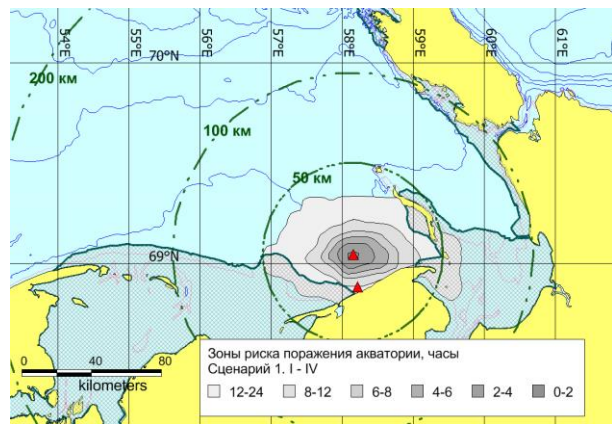 54°E 55°E 56°E 57°E 58°E 59°E 60°E 61°E
70°N
200 км
100 км
50 км
69°N
0 40 80
kilometers
Зоны риска поражения акватории, часы
Сценарий 1. I - IV
12-24 8-12 6-8 4-6 2-4 0-2